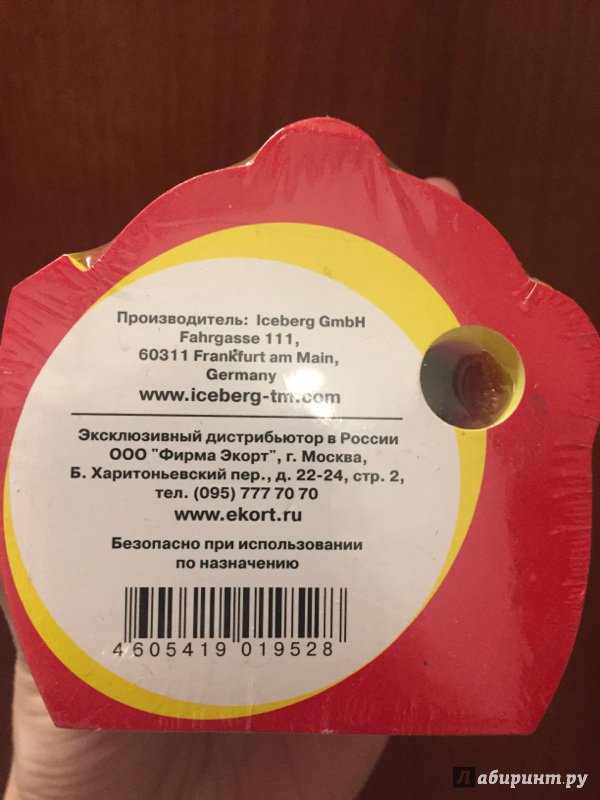 Производитель: Iceberg GmbH
Fahrgasse 111,
60311 Frankfurt am Main,
Germany
www.iceberg-tm.com
Эксклюзивный дистрибьютор в России
ООО "Фирма Экорт", г. Москва,
Б. Харитоньевский пер., д. 22-24, стр. 2,
тел. (095) 777 70 70
www.ekort.ru
Безопасно при использовании
по назначению
4 605419 019528
Лабиринт.ру